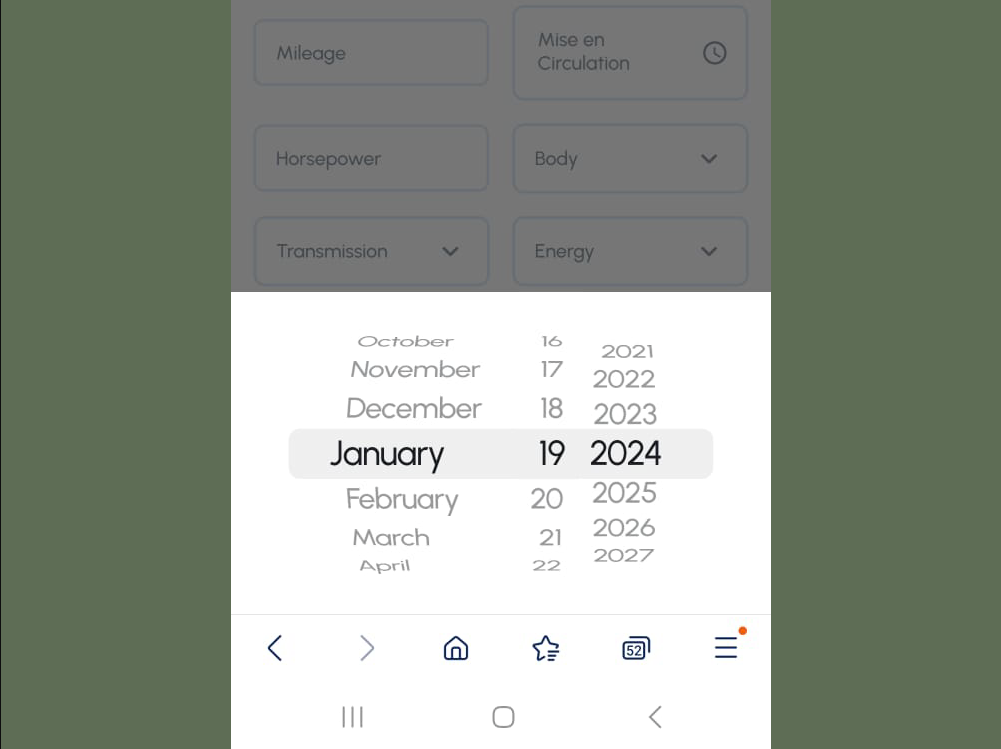 Mileage
Mise en
Circulation
Horsepower
Body
Transmission
Energy
October 16 2021
November 17 2022
December 18 2023
January 19 2024
February 20 2025
March 21 2026
April 22 2027
52